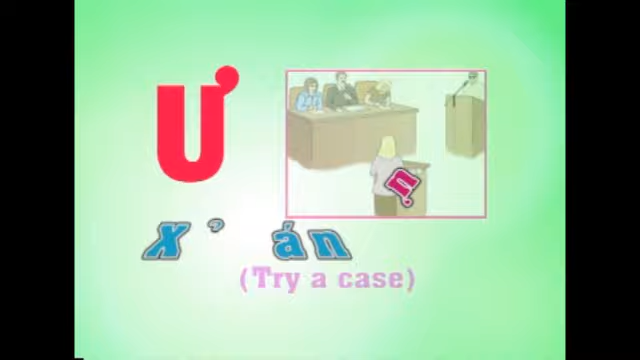 Ư
X ̉ án
(Try a case)